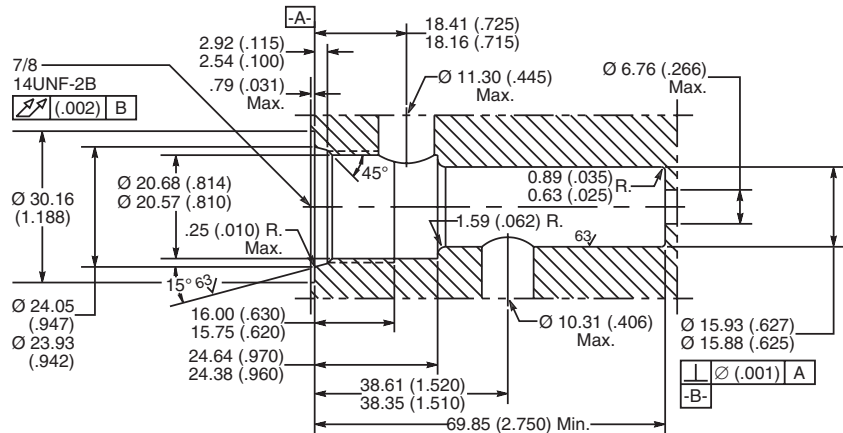 -A-
18.41 (.725)
18.16 (.715)
2.92 (.115)
2.54 (.100)
7/8
14UNF-2B
.79 (.031)
Max.
Ø 11.30 (.445)
Max.
Ø 6.76 (.266)
Max.
(.002) B
45°
0.89 (.035)
0.63 (.025)
R.
Ø 20.68 (.814)
Ø 20.57 (.810)
Ø 30.16
(1.188)
1.59 (.062) R.
.25 (.010) R.
Max.
63
15° 63
Ø 24.05
(.947)
Ø 23.93
(.942)
16.00 (.630)
15.75 (.620)
Ø 10.31 (.406)
Max.
Ø 15.93 (.627)
Ø 15.88 (.625)
24.64 (.970)
24.38 (.960)
⊥ Ø (.001) A
-B-
38.61 (1.520)
38.35 (1.510)
69.85 (2.750) Min.